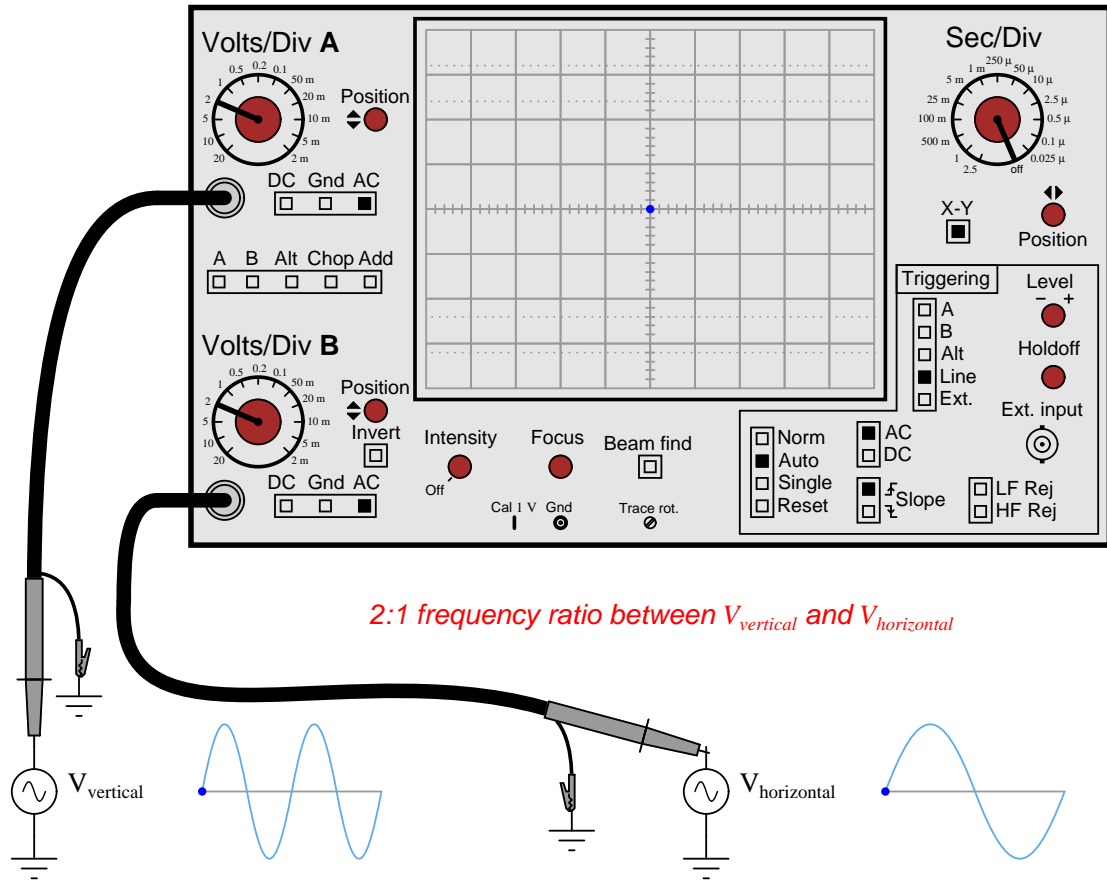 Volts/Div A
20 10 5 2 1 0.5 0.2 0.1 50 m 20 m 10 m 5 m 2 m
Position
DC Gnd AC
A B Alt Chop Add
Volts/Div B
20 10 5 2 1 0.5 0.2 0.1 50 m 20 m 10 m 5 m 2 m
Position
Invert
DC Gnd AC
Intensity
Off
Focus
Beam find
Cal 1 V Gnd
Trace rot.
Sec/Div
2.5 1 500 m 100 m 25 m 5 m 1 m 250 µ 50 µ 10 µ 2.5 µ 0.5 µ 0.1 µ 0.025 µ off
X-Y
Position
Triggering
A
B
Alt
Line
Ext.
Level
− +
Holdoff
Ext. input
Norm
Auto
Single
Reset
AC
DC
Slope
LF Rej
HF Rej
2:1 frequency ratio between Vvertical and Vhorizontal
Vvertical
Vhorizontal